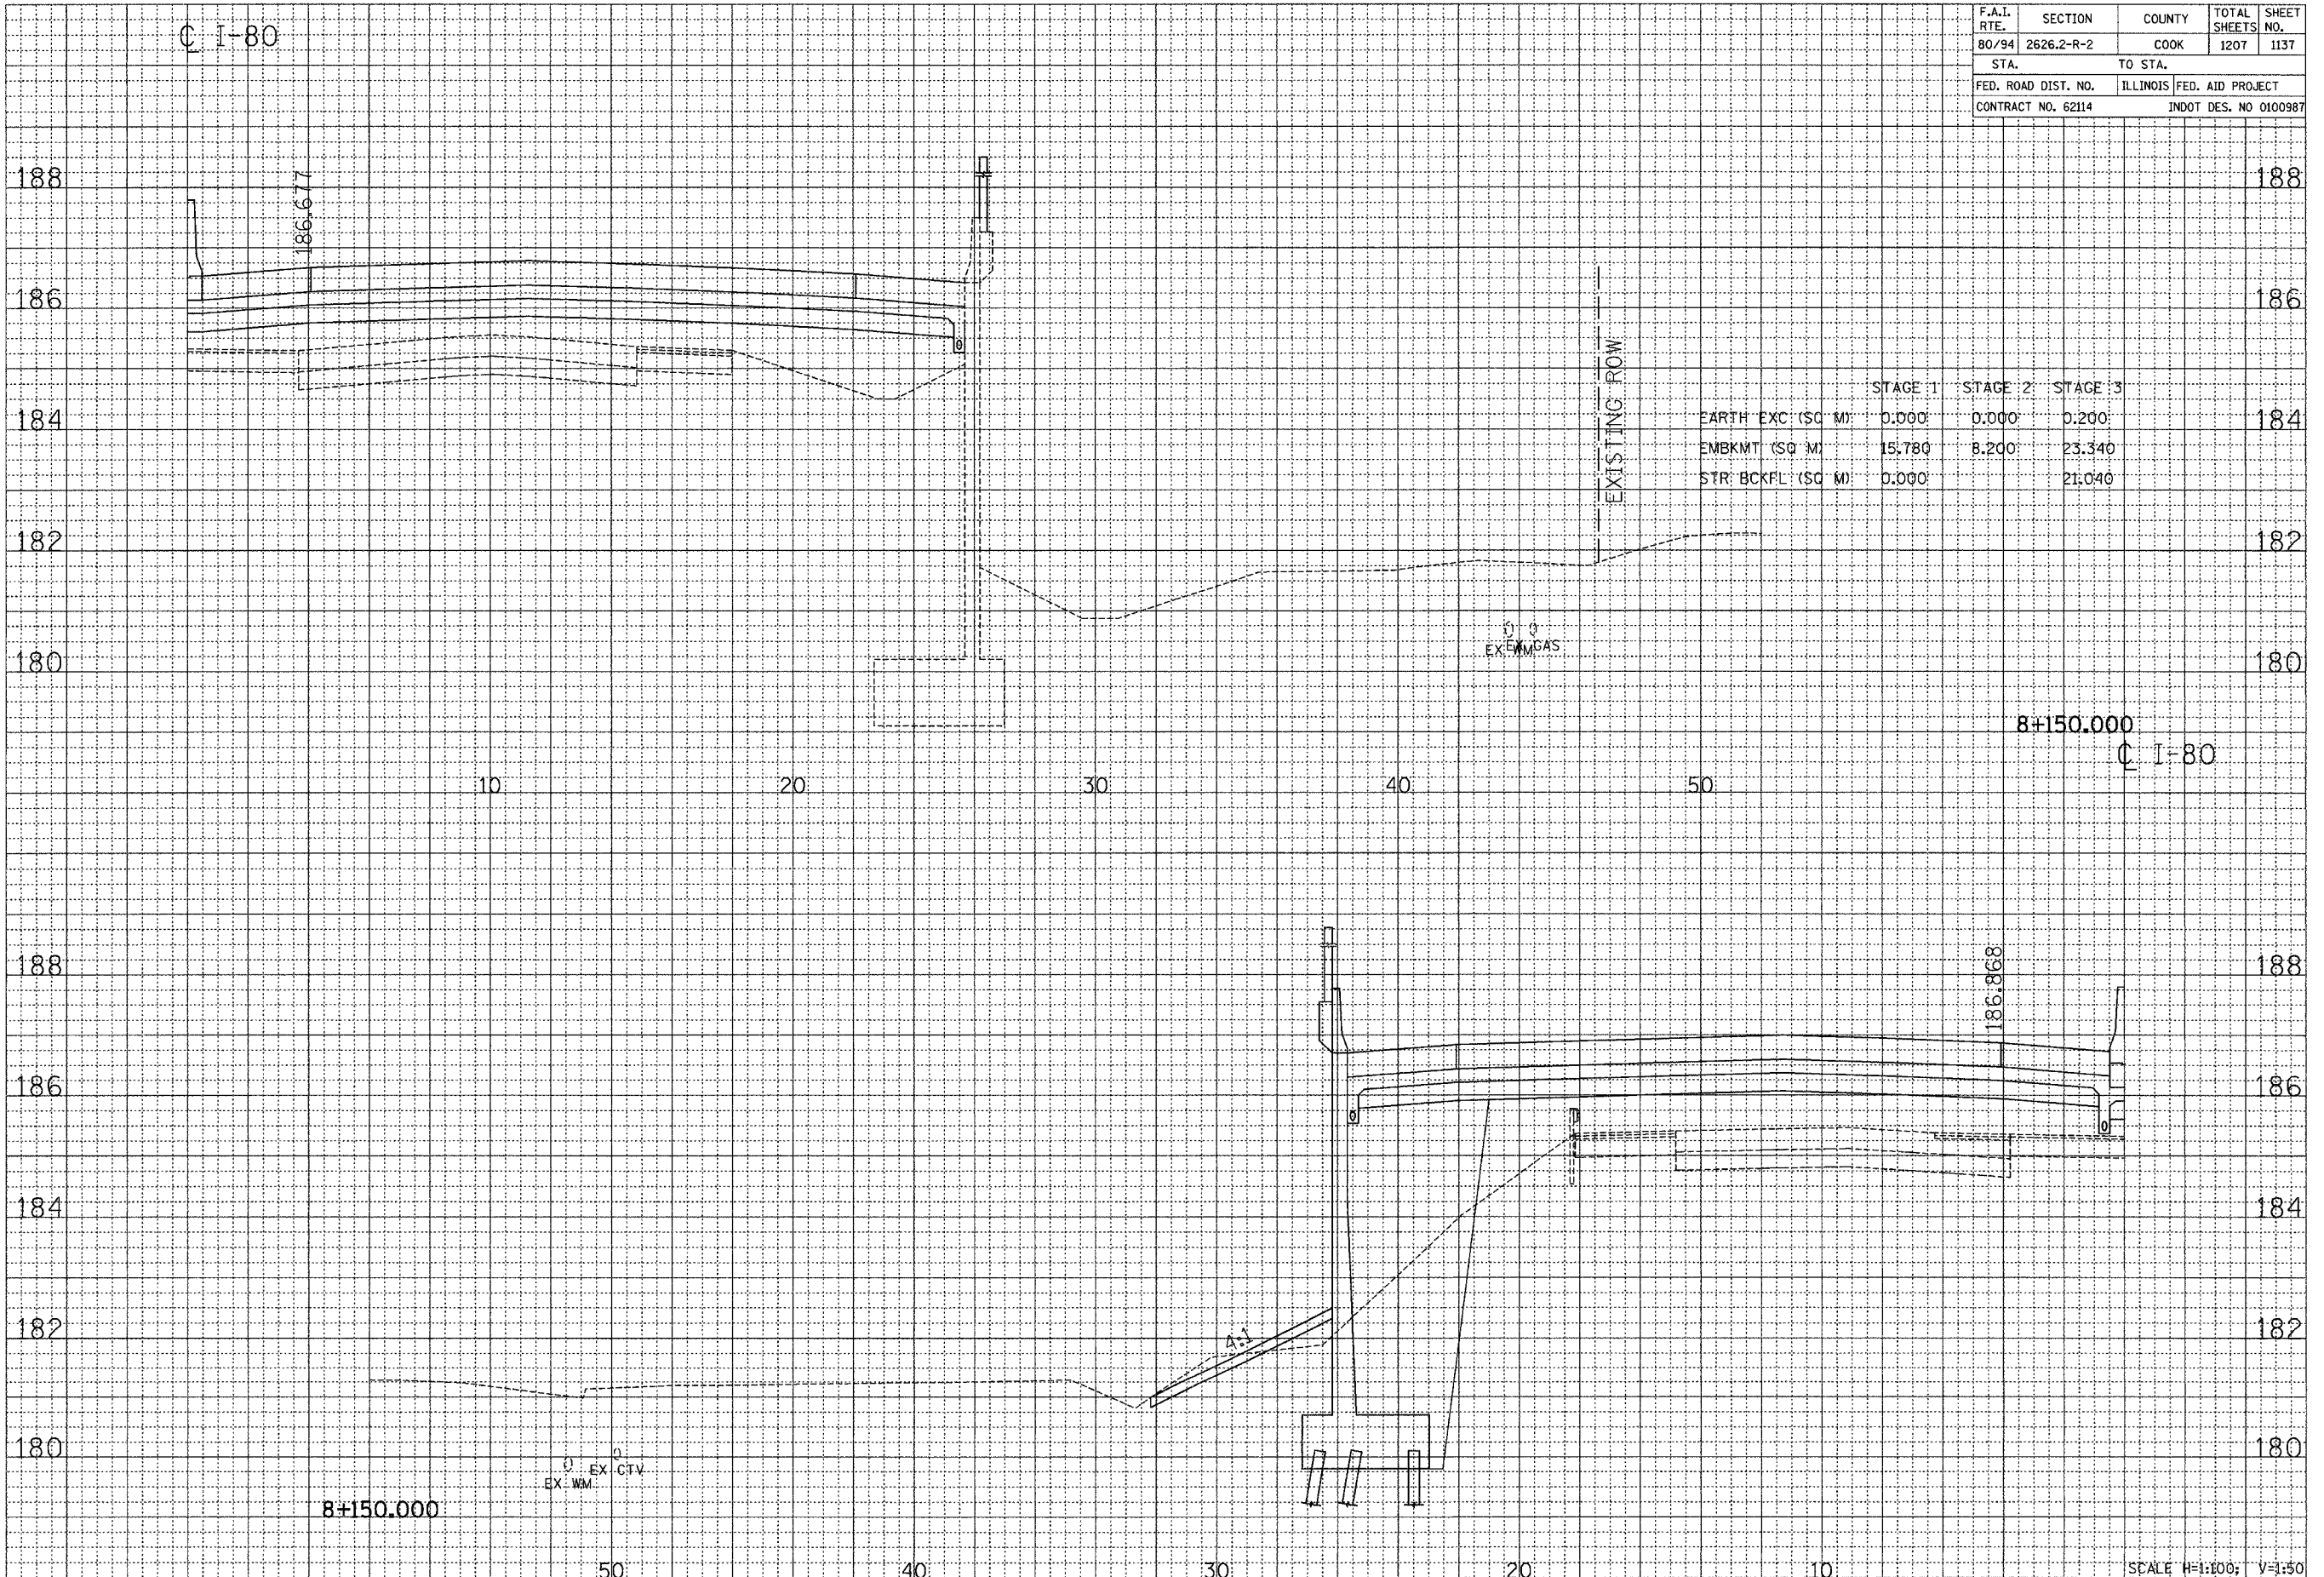 F.A.I. RTE. SECTION COUNTY TOTAL SHEETS SHEET NO.
80/94 2626.2-R-2 COOK 1207 1137
STA. TO STA.
FED. ROAD DIST. NO. ILLINOIS FED. AID PROJECT
CONTRACT NO. 62114 INDOT DES. NO 0100987
℄ I-80
188 188
186.677
186 186
EXISTING ROW
STAGE 1 STAGE 2 STAGE 3
184 184
EARTH EXC (SQ M) 0.000 0.000 0.200
EMBKMT (SQ M) 15.780 8.200 23.340
STR BCKFL (SQ M) 0.000 21.040
182 182
0 0
EX WM EX GAS
180 180
8+150.000
℄ I-80
10 20 30 40 50
188 188
186.868
186 186
184 184
182 182
4:1
180 180
0 0
EX WM EX CTV
8+150.000
50 40 30 20 10
SCALE H=1:100; V=1:50